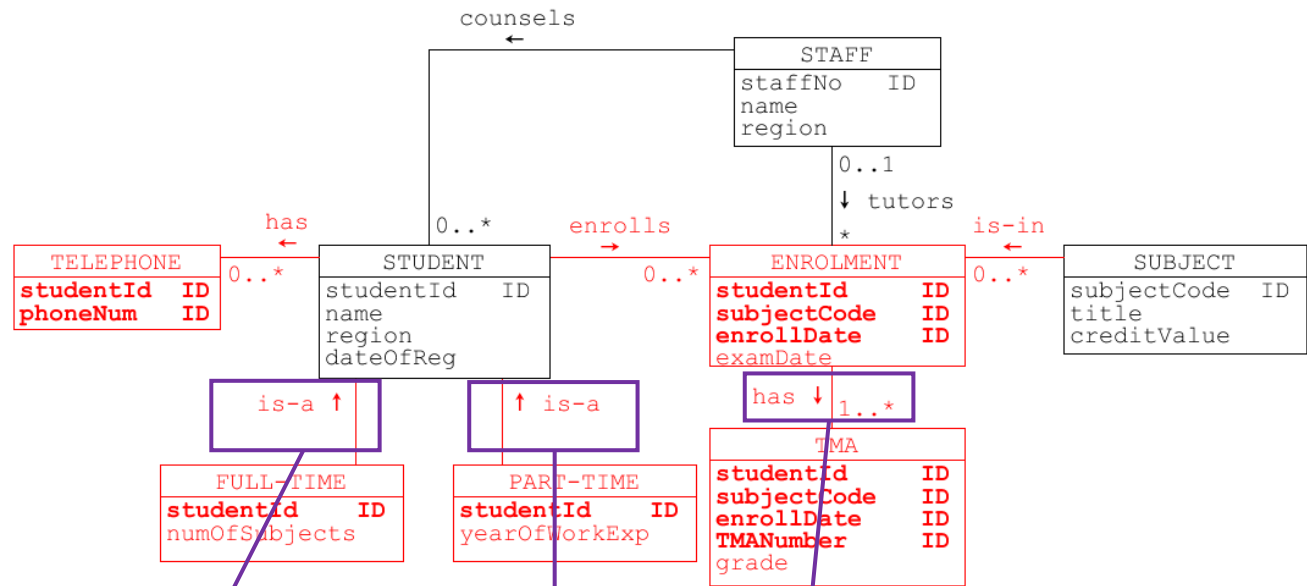 counsels
←
STAFF
staffNo ID
name
region
0..1
↓ tutors
has
←
0..*
enrolls
→
*
is-in
←
TELEPHONE
studentId ID
phoneNum ID
0..*
STUDENT
studentId ID
name
region
dateOfReg
0..*
ENROLMENT
studentId ID
subjectCode ID
enrollDate ID
examDate
0..*
SUBJECT
subjectCode ID
title
creditValue
is-a ↑
↑ is-a
has ↓
1..*
FULL-TIME
studentId ID
numOfSubjects
PART-TIME
studentId ID
yearOfWorkExp
TMA
studentId ID
subjectCode ID
enrollDate ID
TMANumber ID
grade